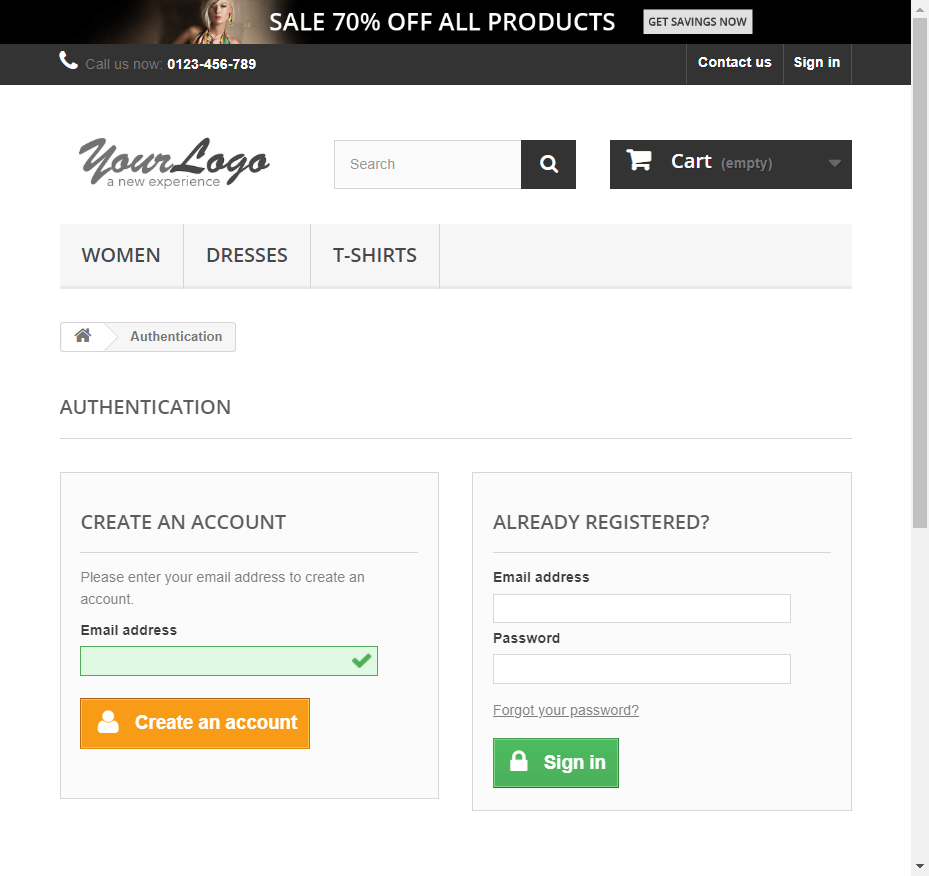 SALE 70% OFF ALL PRODUCTS GET SAVINGS NOW
Call us now: 0123-456-789 Contact us Sign in
YourLogo
a new experience
Search
Cart (empty)
WOMEN DRESSES T-SHIRTS
Authentication
AUTHENTICATION
CREATE AN ACCOUNT
Please enter your email address to create an
account.
Email address
Create an account
ALREADY REGISTERED?
Email address
Password
Forgot your password?
Sign in